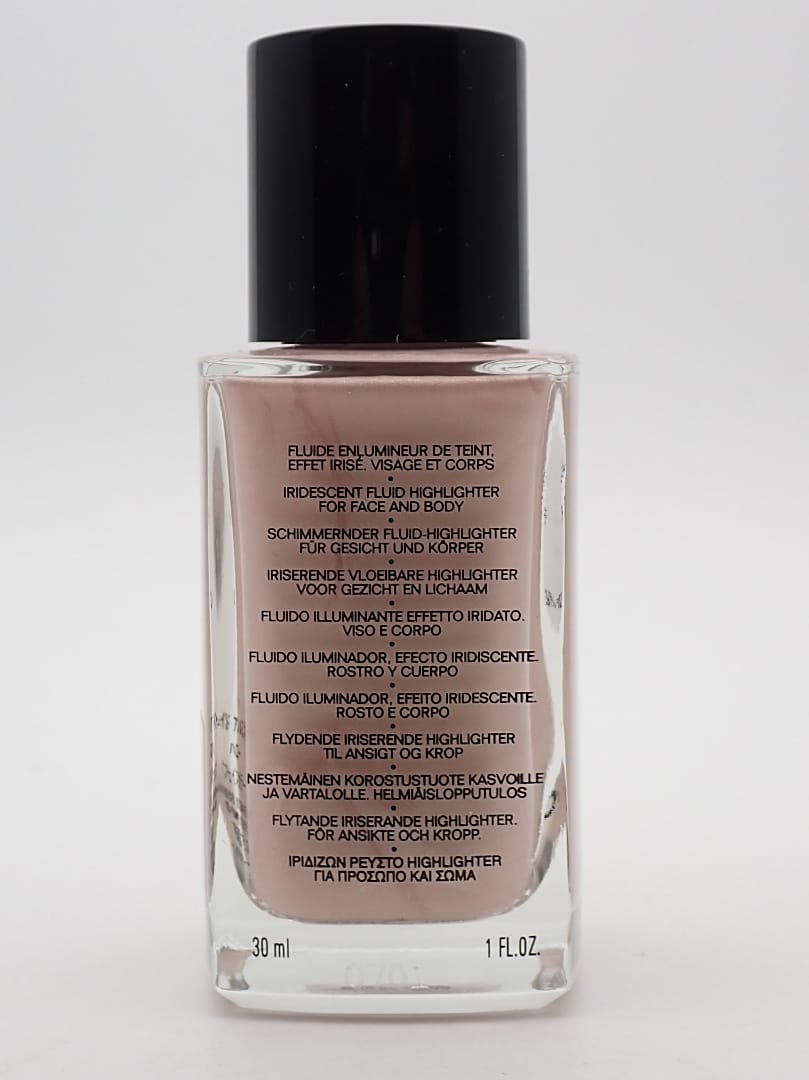 FLUIDE ENLUMINEUR DE TEINT,
EFFET IRISÉ. VISAGE ET CORPS
•
IRIDESCENT FLUID HIGHLIGHTER
FOR FACE AND BODY
•
SCHIMMERNDER FLUID-HIGHLIGHTER
FÜR GESICHT UND KÖRPER
•
IRISERENDE VLOEIBARE HIGHLIGHTER
VOOR GEZICHT EN LICHAAM
•
FLUIDO ILLUMINANTE EFFETTO IRIDATO.
VISO E CORPO
•
FLUIDO ILUMINADOR, EFECTO IRIDISCENTE.
ROSTRO Y CUERPO
•
FLUIDO ILUMINADOR, EFEITO IRIDESCENTE.
ROSTO E CORPO
•
FLYDENDE IRISERENDE HIGHLIGHTER
TIL ANSIGT OG KROP
•
NESTEMÄINEN KOROSTUSTUOTE KASVOILLE
JA VARTALOLLE. HELMIÄISLOPPUTULOS
•
FLYTANDE IRISERANDE HIGHLIGHTER.
FÖR ANSIKTE OCH KROPP.
•
ΙΡΙΔΙΖΩΝ ΡΕΥΣΤΟ HIGHLIGHTER
ΓΙΑ ΠΡΟΣΩΠΟ ΚΑΙ ΣΩΜΑ
30 ml 1 FL.OZ.